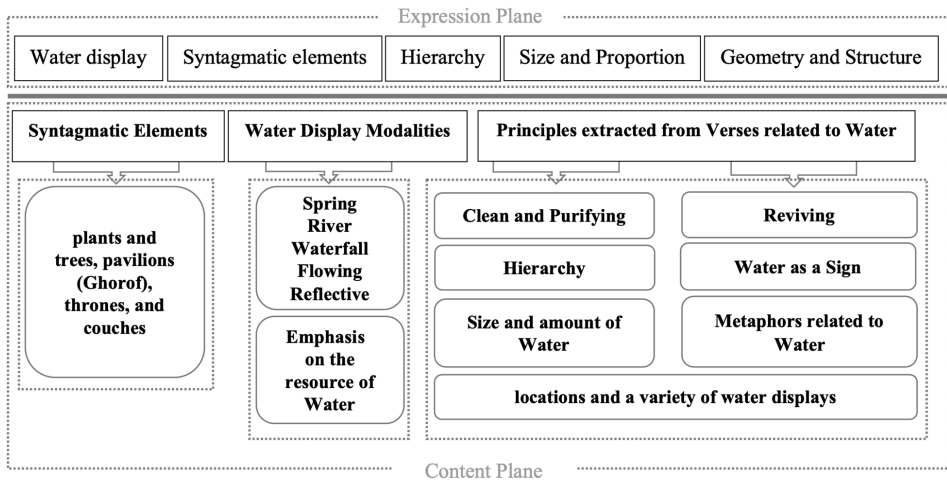 Expression Plane
Water display
Syntagmatic elements
Hierarchy
Size and Proportion
Geometry and Structure
Syntagmatic Elements
Water Display Modalities
Principles extracted from Verses related to Water
plants and
trees, pavilions
(Ghorof),
thrones, and
couches
Spring
River
Waterfall
Flowing
Reflective
Emphasis
on the
resource of
Water
Clean and Purifying
Reviving
Hierarchy
Water as a Sign
Size and amount of
Water
Metaphors related to
Water
locations and a variety of water displays
Content Plane